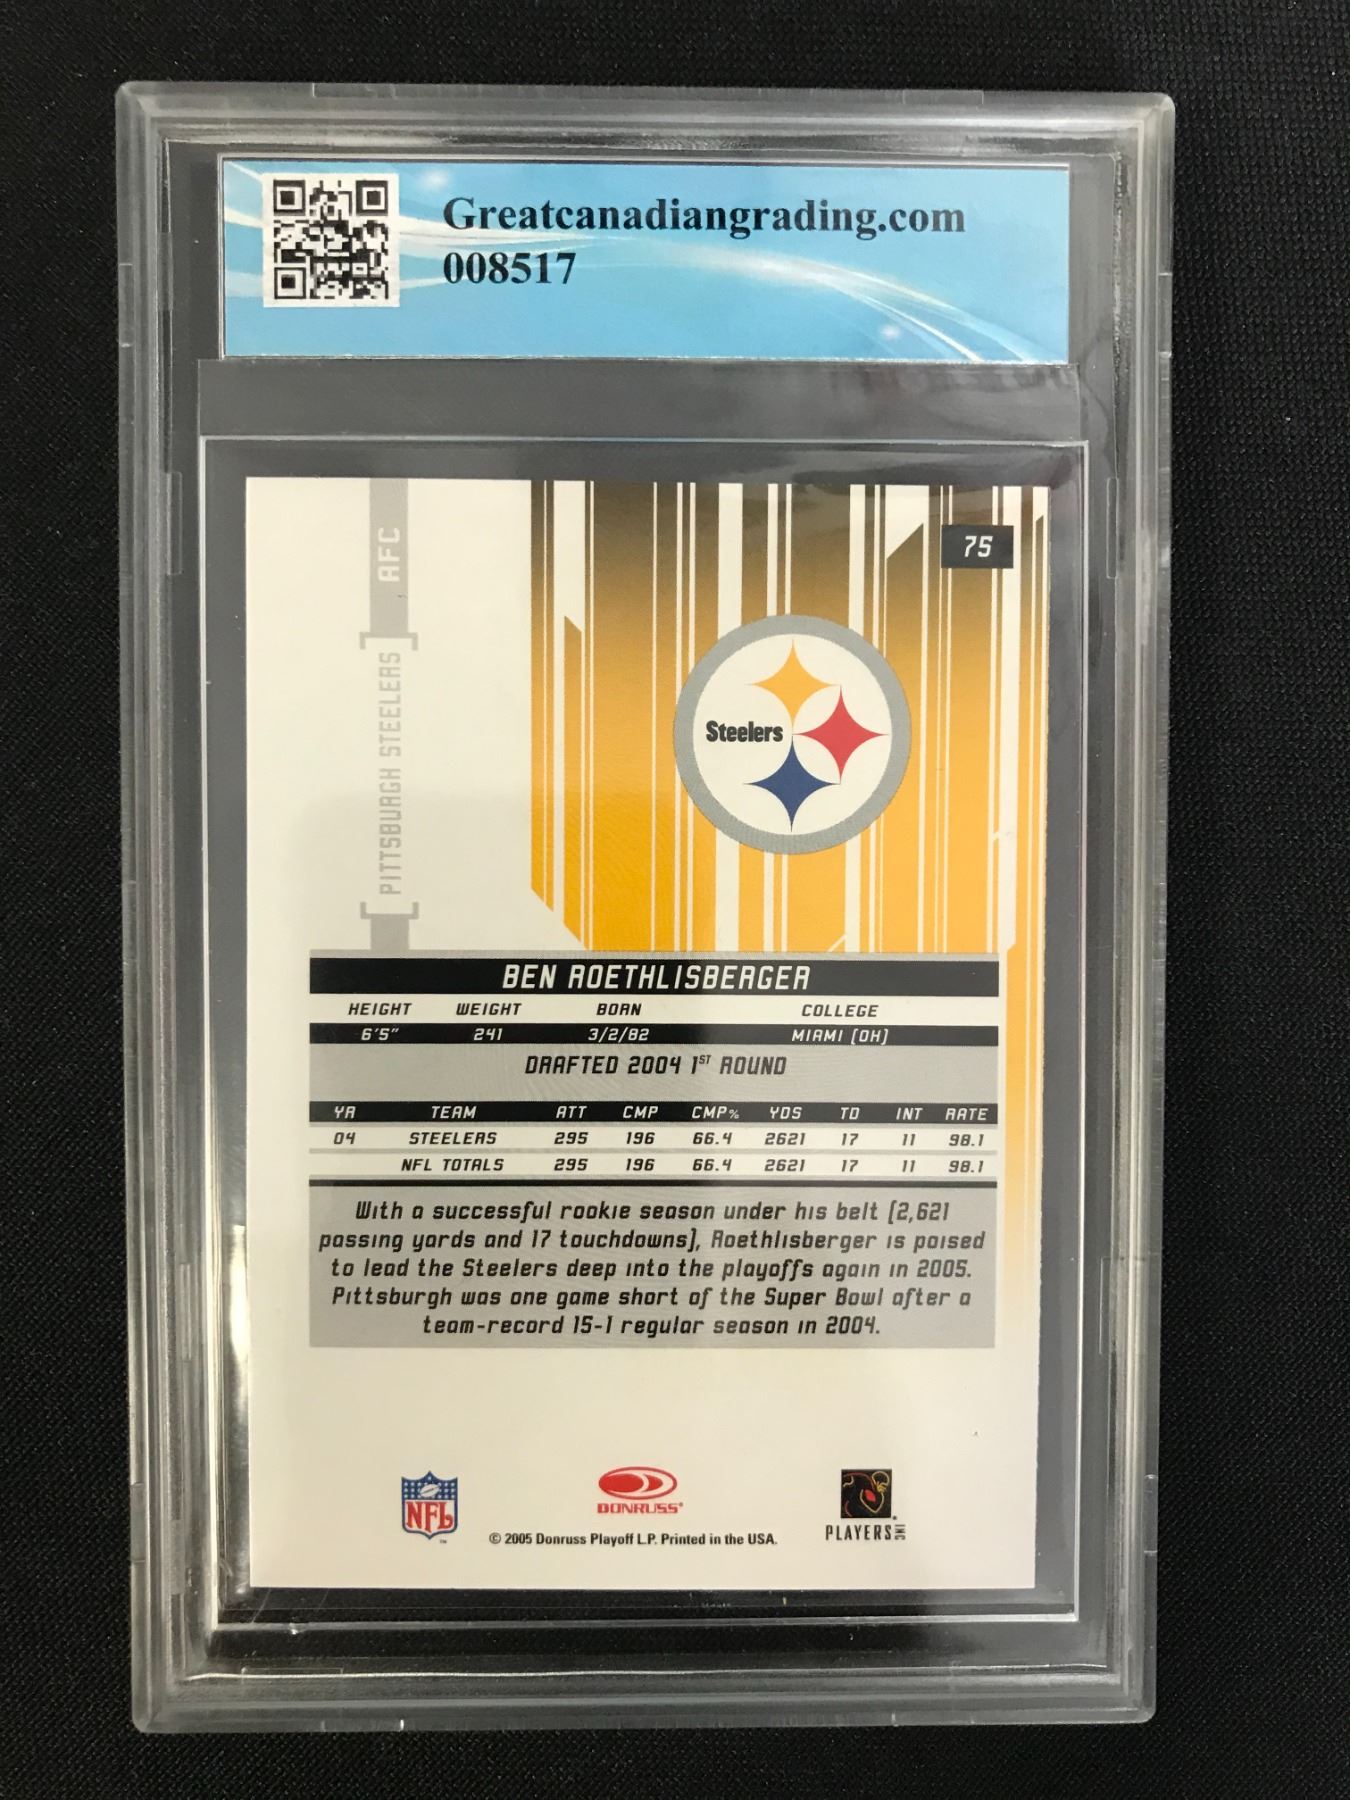 Greatcanadiangrading.com
008517
AFC
PITTSBURGH STEELERS
75
Steelers
BEN ROETHLISBERGER
HEIGHT WEIGHT BORN COLLEGE
6'5" 241 3/2/82 MIAMI (OH)
DRAFTED 2004 1ST ROUND
YR TEAM ATT CMP CMP% YDS TD INT RATE
04 STEELERS 295 196 66.4 2621 17 11 98.1
NFL TOTALS 295 196 66.4 2621 17 11 98.1
With a successful rookie season under his belt (2,621
passing yards and 17 touchdowns), Roethlisberger is poised
to lead the Steelers deep into the playoffs again in 2005.
Pittsburgh was one game short of the Super Bowl after a
team-record 15-1 regular season in 2004.
NFL
DONRUSS®
PLAYERS INC
© 2005 Donruss Playoff L.P. Printed in the USA.